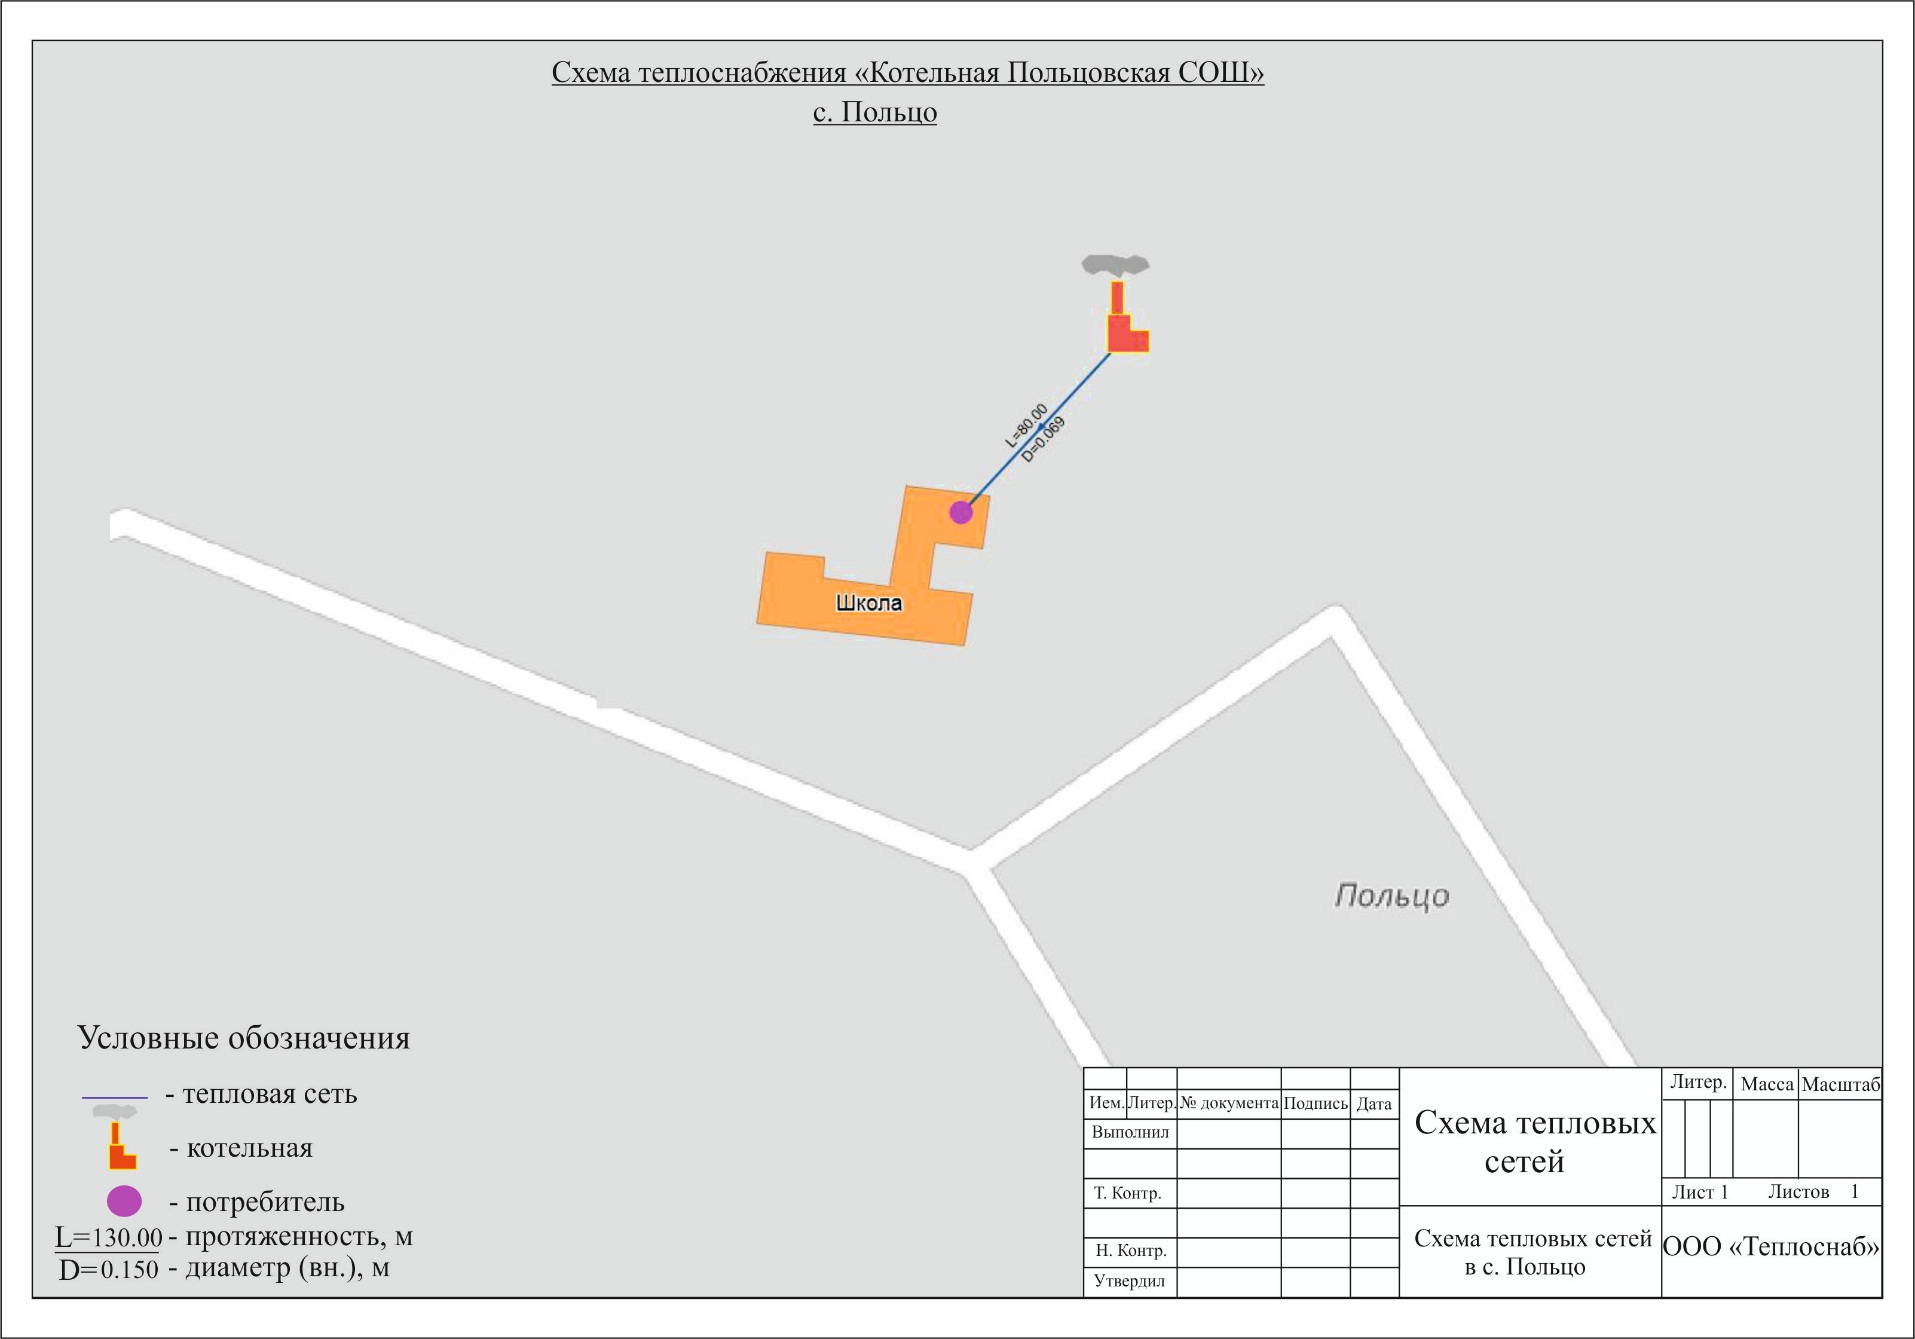 Схема теплоснабжения «Котельная Польцовская СОШ»
с. Польцо
L=80.00
D=0.069
Школа
Польцо
Условные обозначения
- тепловая сеть
- котельная
- потребитель
L=130.00 - протяженность, м
D=0.150 - диаметр (вн.), м
Ием. Литер. № документа Подпись Дата
Выполнил
Т. Контр.
Н. Контр.
Утвердил
Схема тепловых
сетей
Схема тепловых сетей
в с. Польцо
Литер. Масса Масштаб
Лист 1 Листов 1
ООО «Теплоснаб»